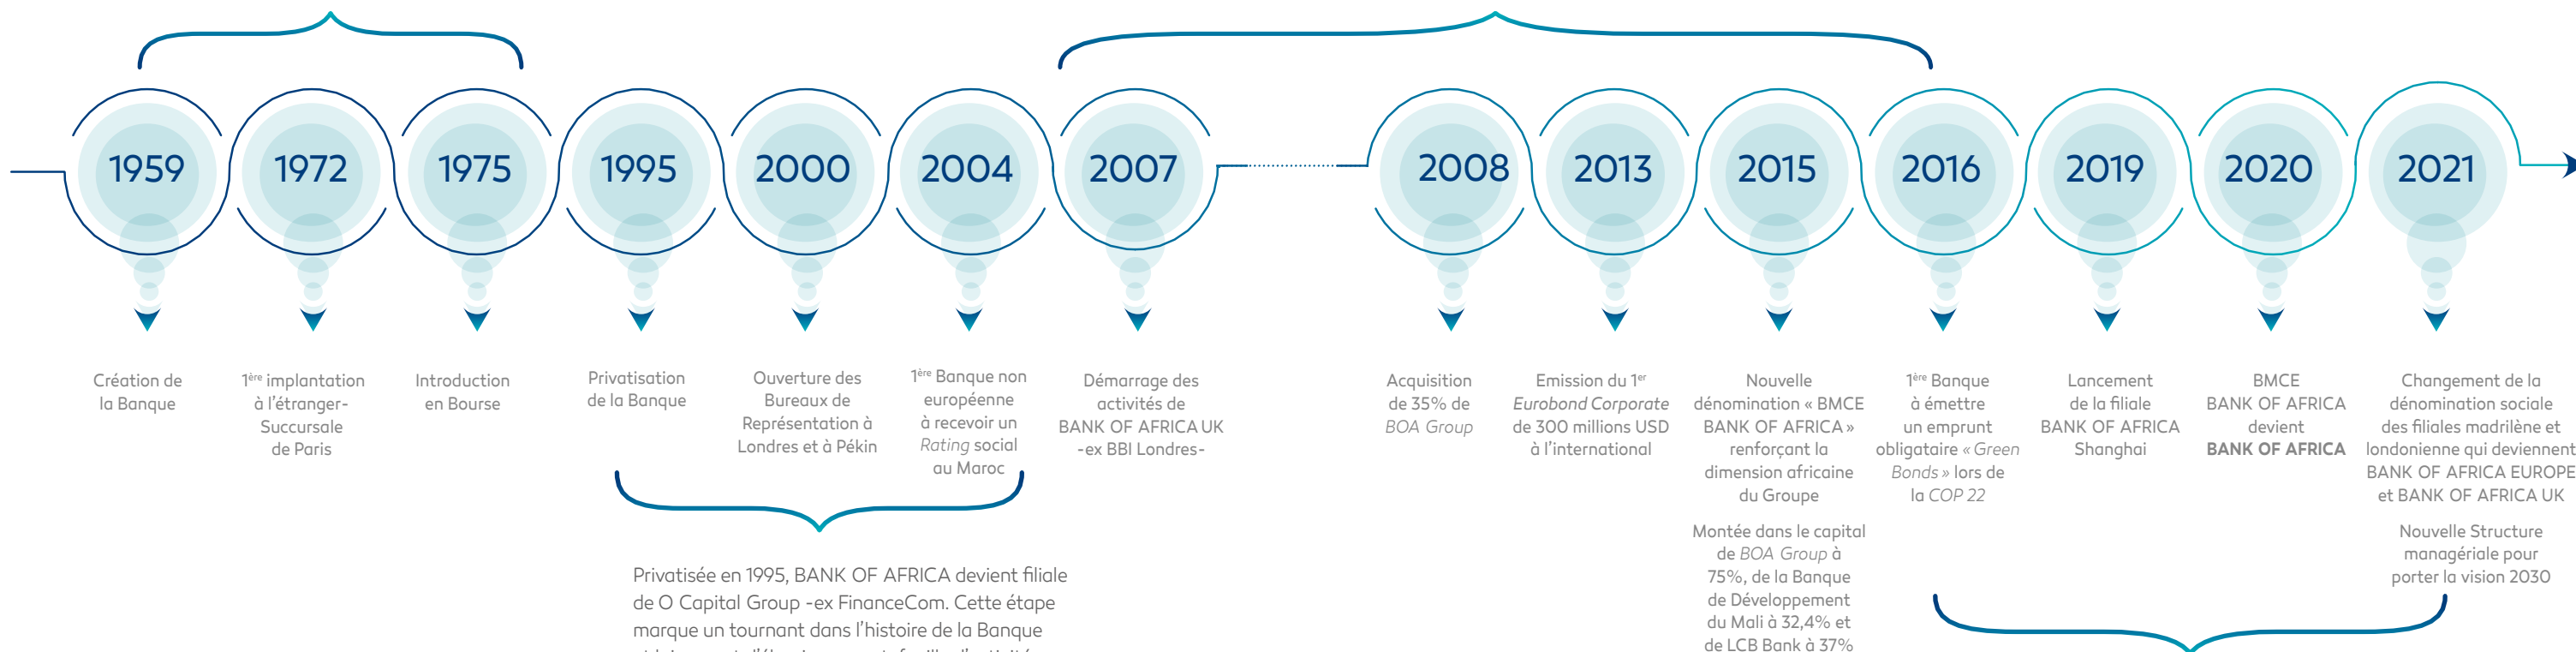 1959
1972
1975
1995
2000
2004
2007
2008
2013
2015
2016
2019
2020
2021
Création de
la Banque
1ère implantation
à l'étranger-
Succursale
de Paris
Introduction
en Bourse
Privatisation
de la Banque
Ouverture des
Bureaux de
Représentation à
Londres et à Pékin
1ère Banque non
européenne
à recevoir un
Rating social
au Maroc
Démarrage des
activités de
BANK OF AFRICA UK
-ex BBI Londres-
Acquisition
de 35% de
BOA Group
Emission du 1er
Eurobond Corporate
de 300 millions USD
à l'international
Nouvelle
dénomination « BMCE
BANK OF AFRICA »
renforçant la
dimension africaine
du Groupe
Montée dans le capital
de BOA Group à
75%, de la Banque
de Développement
du Mali à 32,4% et
de LCB Bank à 37%
1ère Banque
à émettre
un emprunt
obligataire « Green
Bonds » lors de
la COP 22
Lancement
de la filiale
BANK OF AFRICA
Shanghai
BMCE
BANK OF AFRICA
devient
BANK OF AFRICA
Changement de la
dénomination sociale
des filiales madrilène et
londonienne qui deviennent
BANK OF AFRICA EUROPE
et BANK OF AFRICA UK
Nouvelle Structure
managériale pour
porter la vision 2030
Privatisée en 1995, BANK OF AFRICA devient filiale
de O Capital Group -ex FinanceCom. Cette étape
marque un tournant dans l'histoire de la Banque